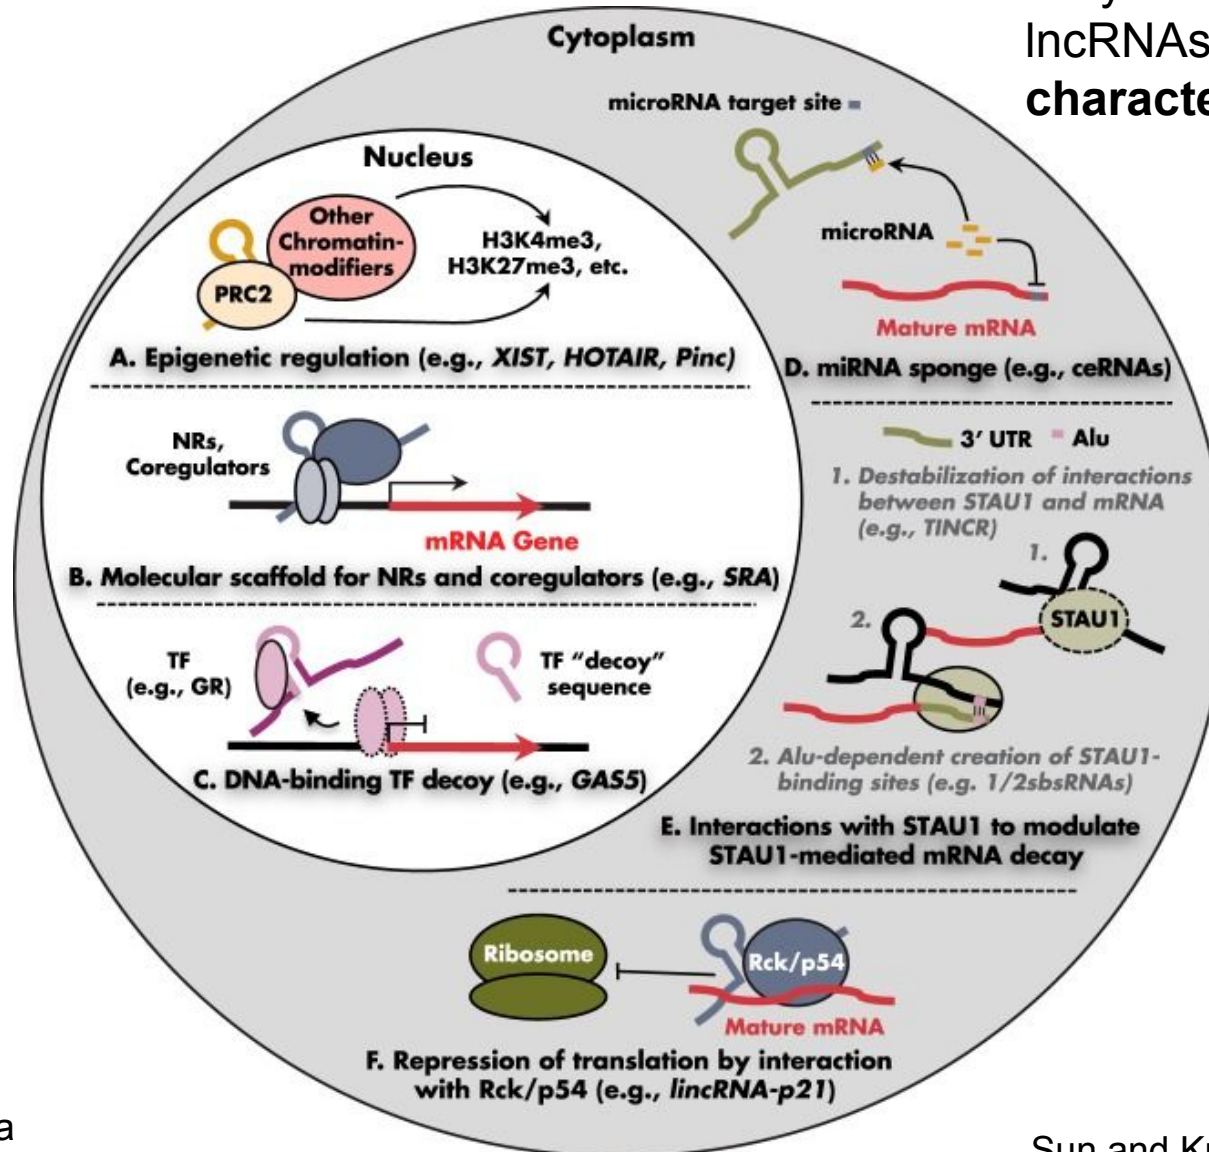 lncRNAs
Cytoplasm
microRNA target site
Nucleus
Other
Chromatin-
modifiers
PRC2
H3K4me3,
H3K27me3, etc.
A. Epigenetic regulation (e.g., XIST, HOTAIR, Pinc)
NRs,
Coregulators
mRNA Gene
B. Molecular scaffold for NRs and coregulators (e.g., SRA)
TF
(e.g., GR)
TF “decoy”
sequence
C. DNA-binding TF decoy (e.g., GAS5)
microRNA
Mature mRNA
D. miRNA sponge (e.g., ceRNAs)
3’ UTR
Alu
1. Destabilization of interactions
between STAU1 and mRNA
(e.g., TINCR)
1.
STAU1
2.
2. Alu-dependent creation of STAU1-
binding sites (e.g. 1/2sbsRNAs)
E. Interactions with STAU1 to modulate
STAU1-mediated mRNA decay
Ribosome
Rck/p54
Mature mRNA
F. Repression of translation by interaction
with Rck/p54 (e.g., lincRNA-p21)
Sun and